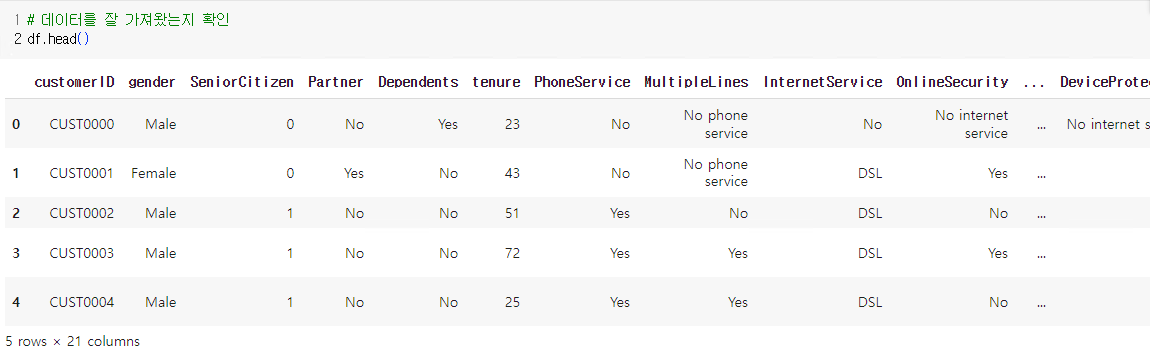 1 # 데이터를 잘 가져왔는지 확인
2 df.head()
customerID gender SeniorCitizen Partner Dependents tenure PhoneService MultipleLines InternetService OnlineSecurity ... DeviceProte
0 CUST0000 Male 0 No Yes 23 No No phone service No No internet service ... No internet s
1 CUST0001 Female 0 Yes No 43 No No phone service DSL Yes ...
2 CUST0002 Male 1 No No 51 Yes No DSL No ...
3 CUST0003 Male 1 No No 72 Yes Yes DSL Yes ...
4 CUST0004 Male 1 No No 25 Yes Yes DSL No ...
5 rows × 21 columns